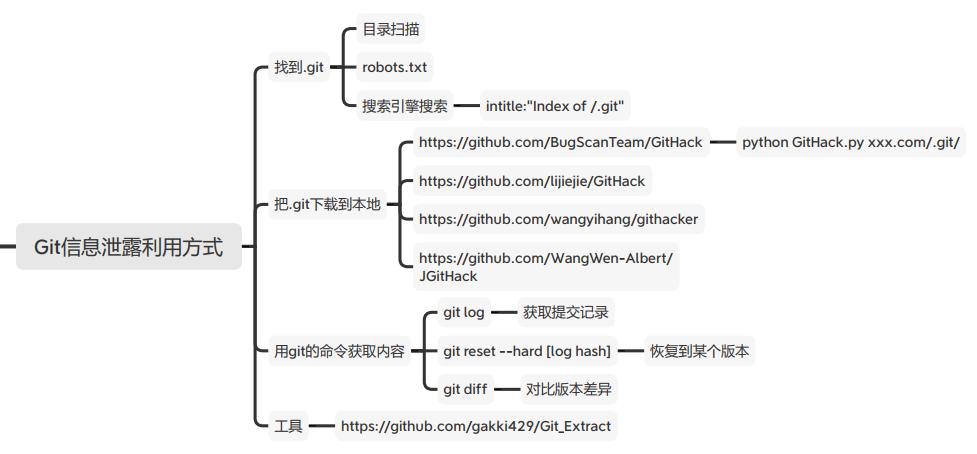 Git信息泄露利用方式
找到.git
目录扫描
robots.txt
搜索引擎搜索
intitle:"Index of /.git"
把.git下载到本地
https://github.com/BugScanTeam/GitHack
python GitHack.py xxx.com/.git/
https://github.com/lijiejie/GitHack
https://github.com/wangyihang/githacker
https://github.com/WangWen-Albert/
JGitHack
用git的命令获取内容
git log
获取提交记录
git reset --hard [log hash]
恢复到某个版本
git diff
对比版本差异
工具
https://github.com/gakki429/Git_Extract